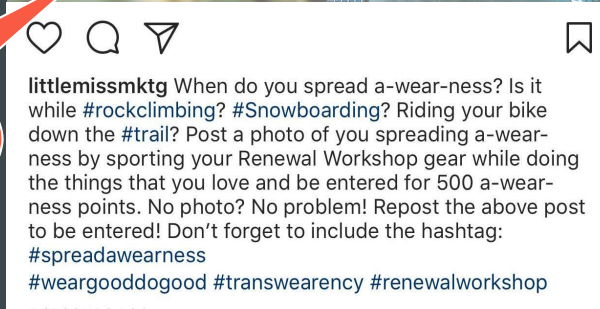 littlemissmktg When do you spread a-wear-ness? Is it
while #rockclimbing? #Snowboarding? Riding your bike
down the #trail? Post a photo of you spreading a-wear-
ness by sporting your Renewal Workshop gear while doing
the things that you love and be entered for 500 a-wear-
ness points. No photo? No problem! Repost the above post
to be entered! Don’t forget to include the hashtag:
#spreadawearness
#weargooddogood #transwearency #renewalworkshop